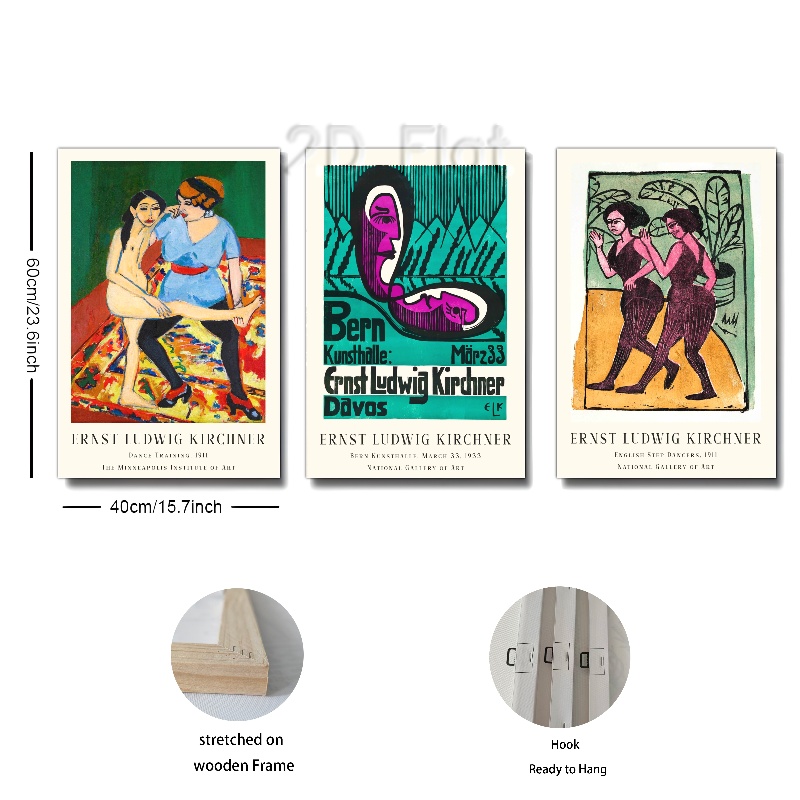 2D Flat
60cm/23.6inch
Bern
Kunsthalle: März33
Ernst Ludwig Kirchner
Davos ELK
ERNST LUDWIG KIRCHNER
DANCE TRAINING, 1911
THE MINNEAPOLIS INSTITUTE OF ART
ERNST LUDWIG KIRCHNER
BERN KUNSTHALLE, MARCH 33, 1933
NATIONAL GALLERY OF ART
ERNST LUDWIG KIRCHNER
ENGLISH STEP DANCERS, 1911
NATIONAL GALLERY OF ART
40cm/15.7inch
stretched on
wooden Frame
Hook
Ready to Hang